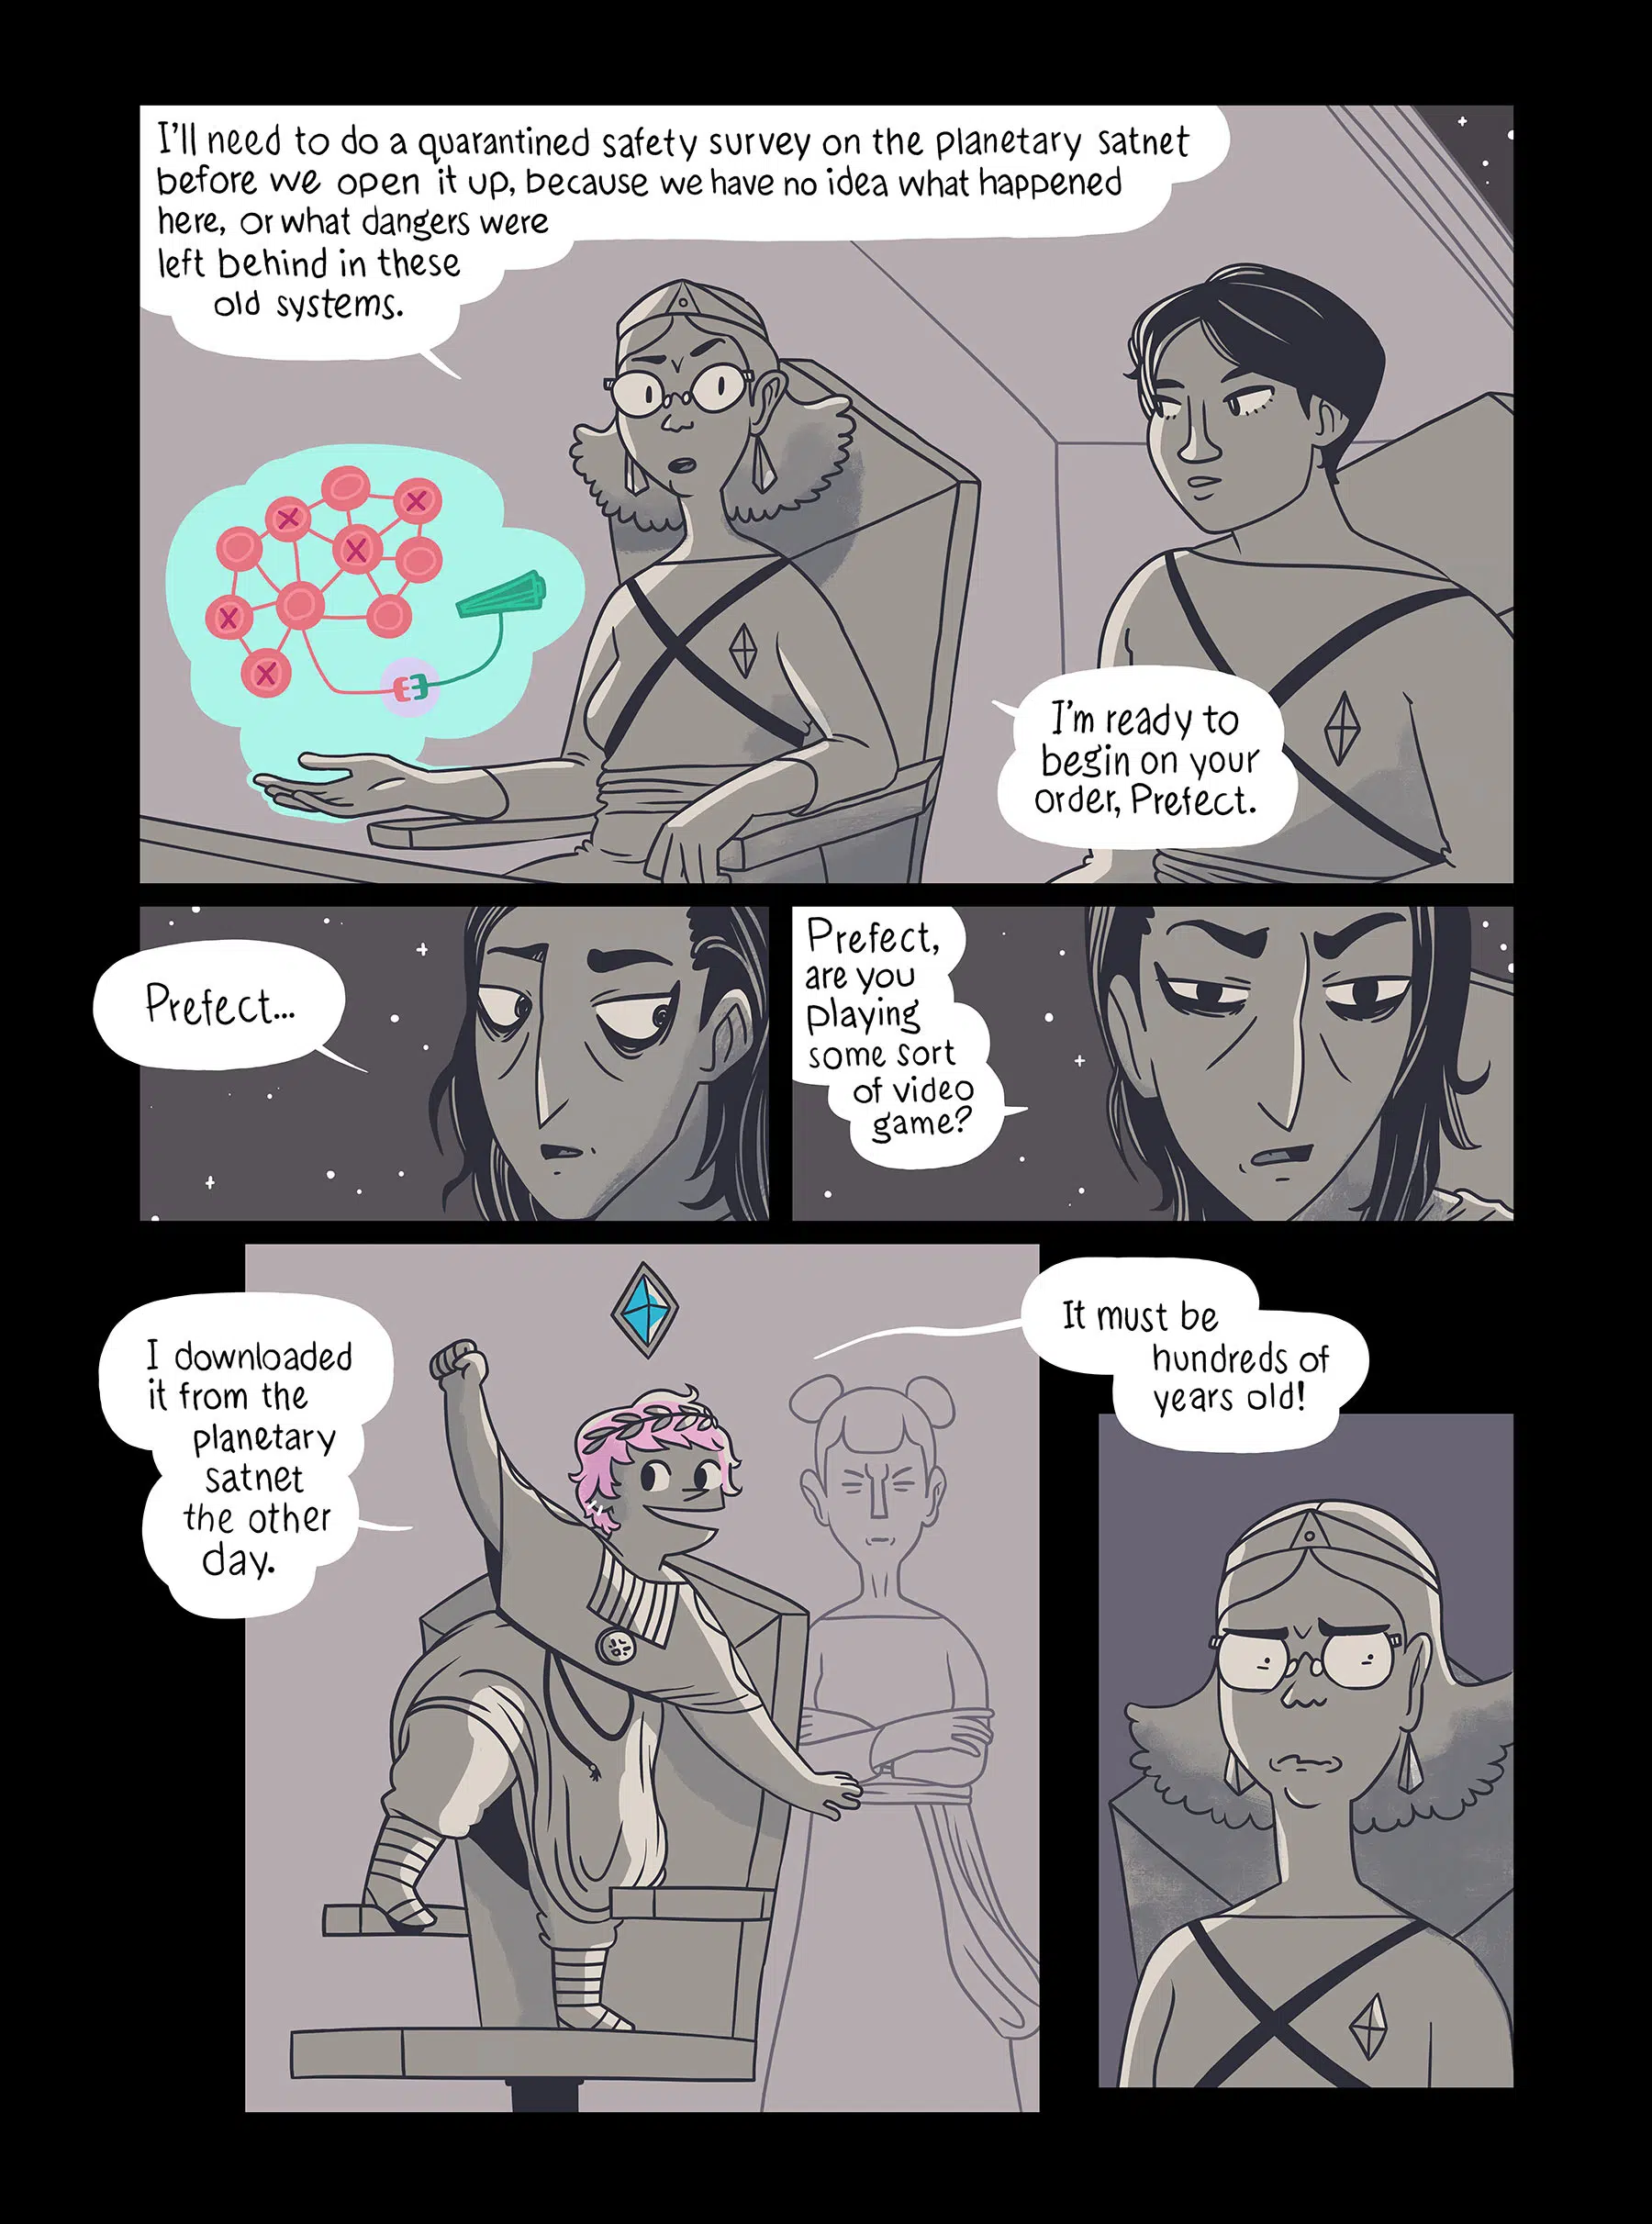 I'll need to do a quarantined safety survey on the planetary satnet
before we open it up, because we have no idea what happened
here, or what dangers were
left behind in these
old systems.
I'm ready to
begin on your
order, Prefect.
Prefect...
Prefect,
are you
playing
some sort
of video
game?
I downloaded
it from the
planetary
satnet
the other
day.
It must be
hundreds of
years old!